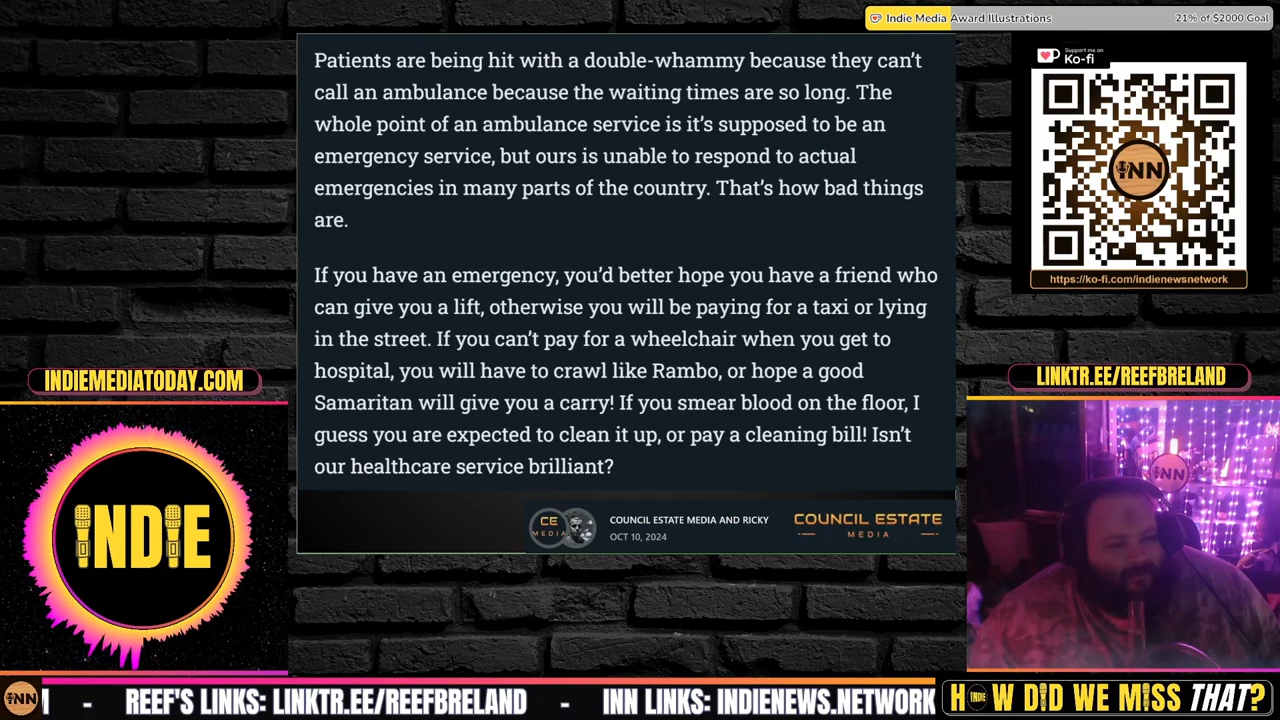 Indie Media Award Illustrations
21% of $2000 Goal
Patients are being hit with a double-whammy because they can’t
call an ambulance because the waiting times are so long. The
whole point of an ambulance service is it’s supposed to be an
emergency service, but ours is unable to respond to actual
emergencies in many parts of the country. That’s how bad things
are.
If you have an emergency, you’d better hope you have a friend who
can give you a lift, otherwise you will be paying for a taxi or lying
in the street. If you can’t pay for a wheelchair when you get to
hospital, you will have to crawl like Rambo, or hope a good
Samaritan will give you a carry! If you smear blood on the floor, I
guess you are expected to clean it up, or pay a cleaning bill! Isn’t
our healthcare service brilliant?
CE
MEDIA
COUNCIL ESTATE MEDIA AND RICKY
OCT 10, 2024
COUNCIL ESTATE
MEDIA
Support me on
Ko-fi
iNN
https://ko-fi.com/indienewsnetwork
INDIEMEDIATODAY.COM
INDIE
LINKTR.EE/REEFBRELAND
INN
INN
- REEF'S LINKS: LINKTR.EE/REEFBRELAND - INN LINKS: INDIENEWS.NETWORK
HOW DID WE MISS THAT?